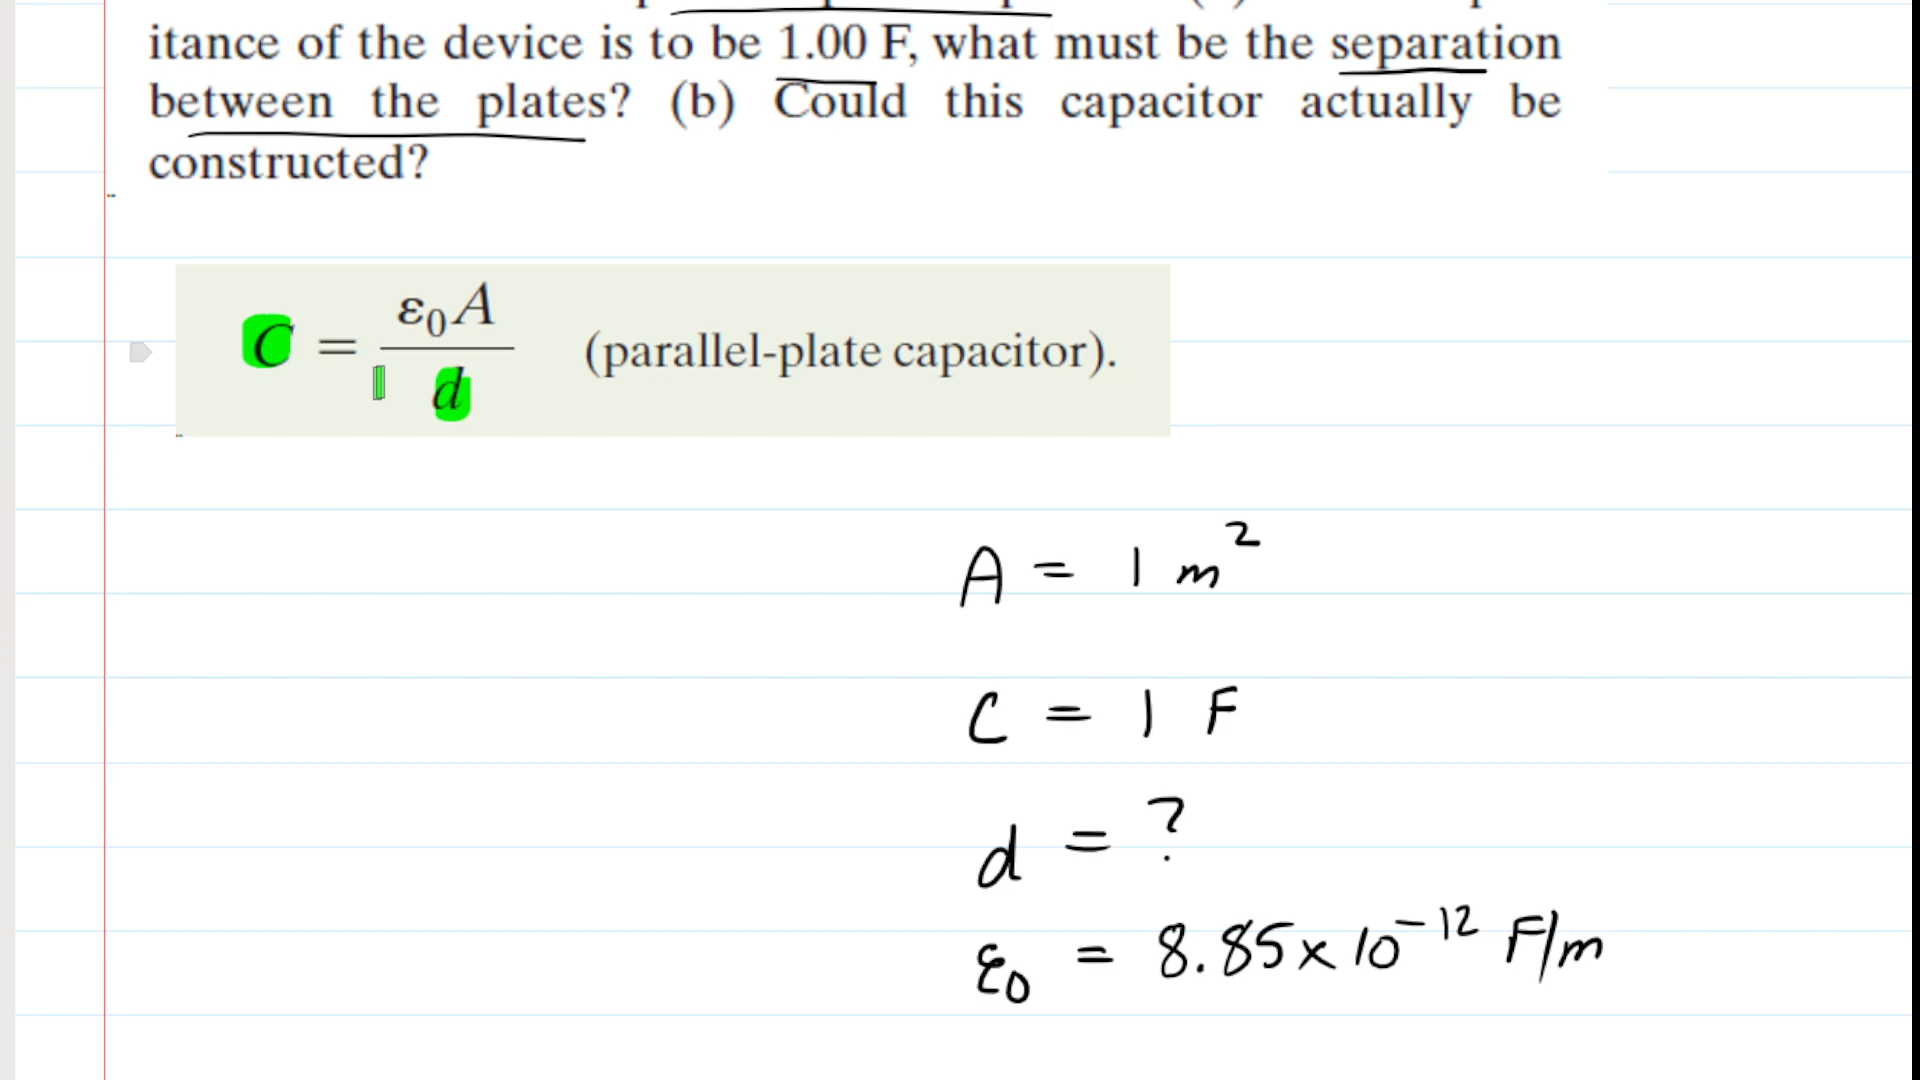 itance of the device is to be 1.00 F, what must be the separation
between the plates? (b) Could this capacitor actually be
constructed?
C = ε₀A / d (parallel-plate capacitor).
A = 1 m²
C = 1 F
d = ?
ε₀ = 8.85 x 10⁻¹² F/m